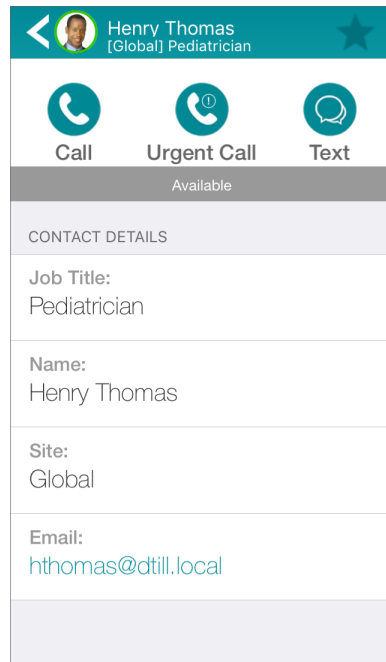 Henry Thomas
[Global] Pediatrician
Call Urgent Call Text
Available
CONTACT DETAILS
Job Title:
Pediatrician
Name:
Henry Thomas
Site:
Global
Email:
hthomas@dtill.local